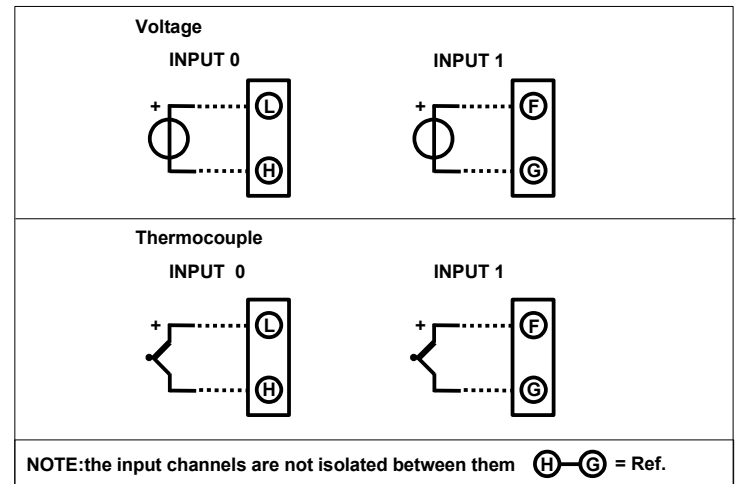 Voltage
INPUT 0 INPUT 1
+ L + F
H G
Thermocouple
INPUT 0 INPUT 1
+ L + F
H G
NOTE:the input channels are not isolated between them H G = Ref.